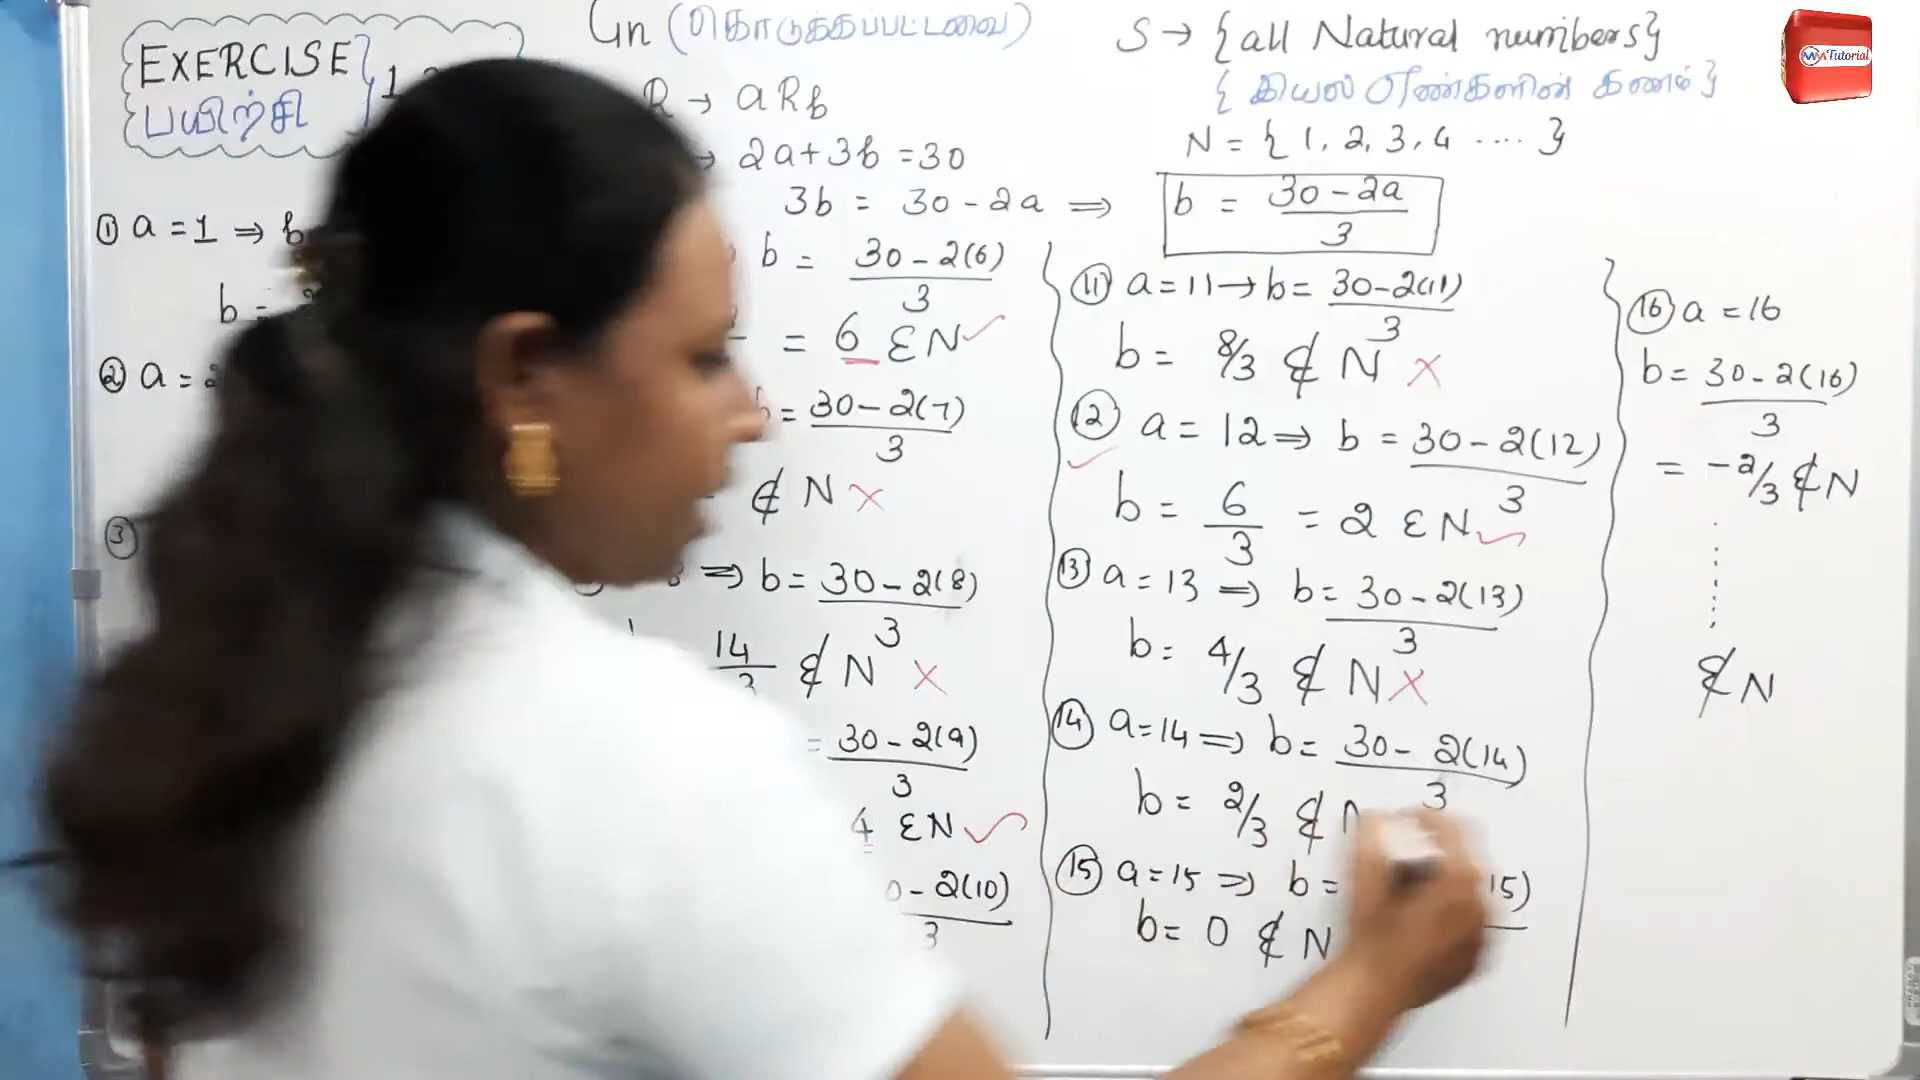 EXERCISE
பயிற்சி
Gn (கொடுக்கப்பட்டவை)
R → aRb
2a+3b = 30
3b = 30 - 2a ⇒ b = 30 - 2a / 3
S → {all Natural numbers}
{ இயல் எண்களின் கணம் }
N = { 1, 2, 3, 4 .... }
MATutorial
① a = 1 ⇒ b
b =
② a = 2
③
b = 30 - 2(6) / 3
= 6 ∈ N ✓
b = 30 - 2(7) / 3
∉ N ×
⇒ b = 30 - 2(8) / 3
14 / 3 ∉ N ×
= 30 - 2(9) / 3
4 ∈ N ✓
0 - 2(10) / 3
⑪ a = 11 → b = 30 - 2(11) / 3
b = 8/3 ∉ N ×
⑫ a = 12 ⇒ b = 30 - 2(12) / 3
✓ b = 6 / 3 = 2 ∈ N ✓
⑬ a = 13 ⇒ b = 30 - 2(13) / 3
b = 4/3 ∉ N ×
⑭ a = 14 ⇒ b = 30 - 2(14) / 3
b = 2/3 ∉ N
⑮ a = 15 ⇒ b = 15)
b = 0 ∉ N
⑯ a = 16
b = 30 - 2(16) / 3
= -2/3 ∉ N
∉ N